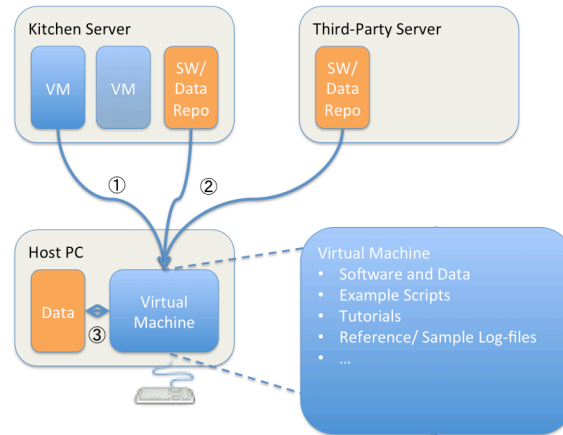 Kitchen Server
VM
VM
SW/
Data
Repo
Third-Party Server
SW/
Data
Repo
①
②
Host PC
Data
③
Virtual
Machine
Virtual Machine
• Software and Data
• Example Scripts
• Tutorials
• Reference/ Sample Log-files
• …